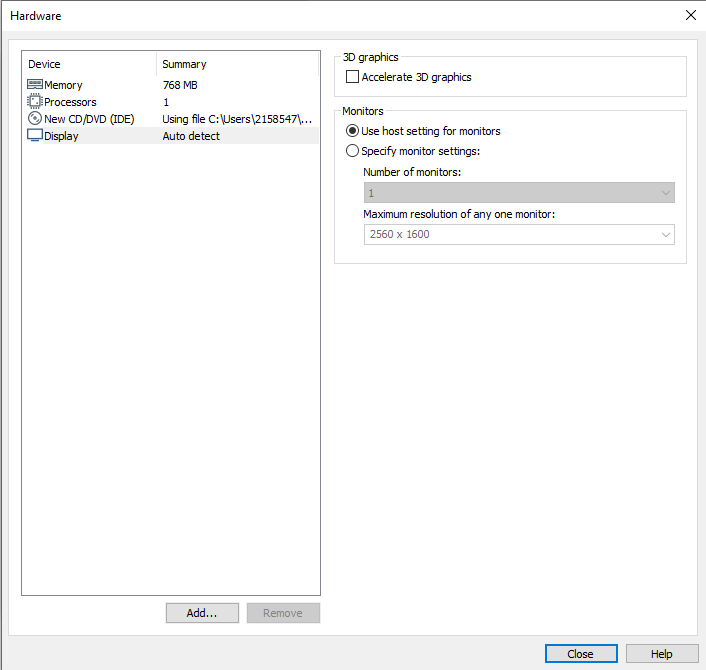 Hardware
Device Summary
Memory 768 MB
Processors 1
New CD/DVD (IDE) Using file C:\Users\2158547\...
Display Auto detect
3D graphics
Accelerate 3D graphics
Monitors
Use host setting for monitors
Specify monitor settings:
Number of monitors:
1
Maximum resolution of any one monitor:
2560 x 1600
Add... Remove
Close Help